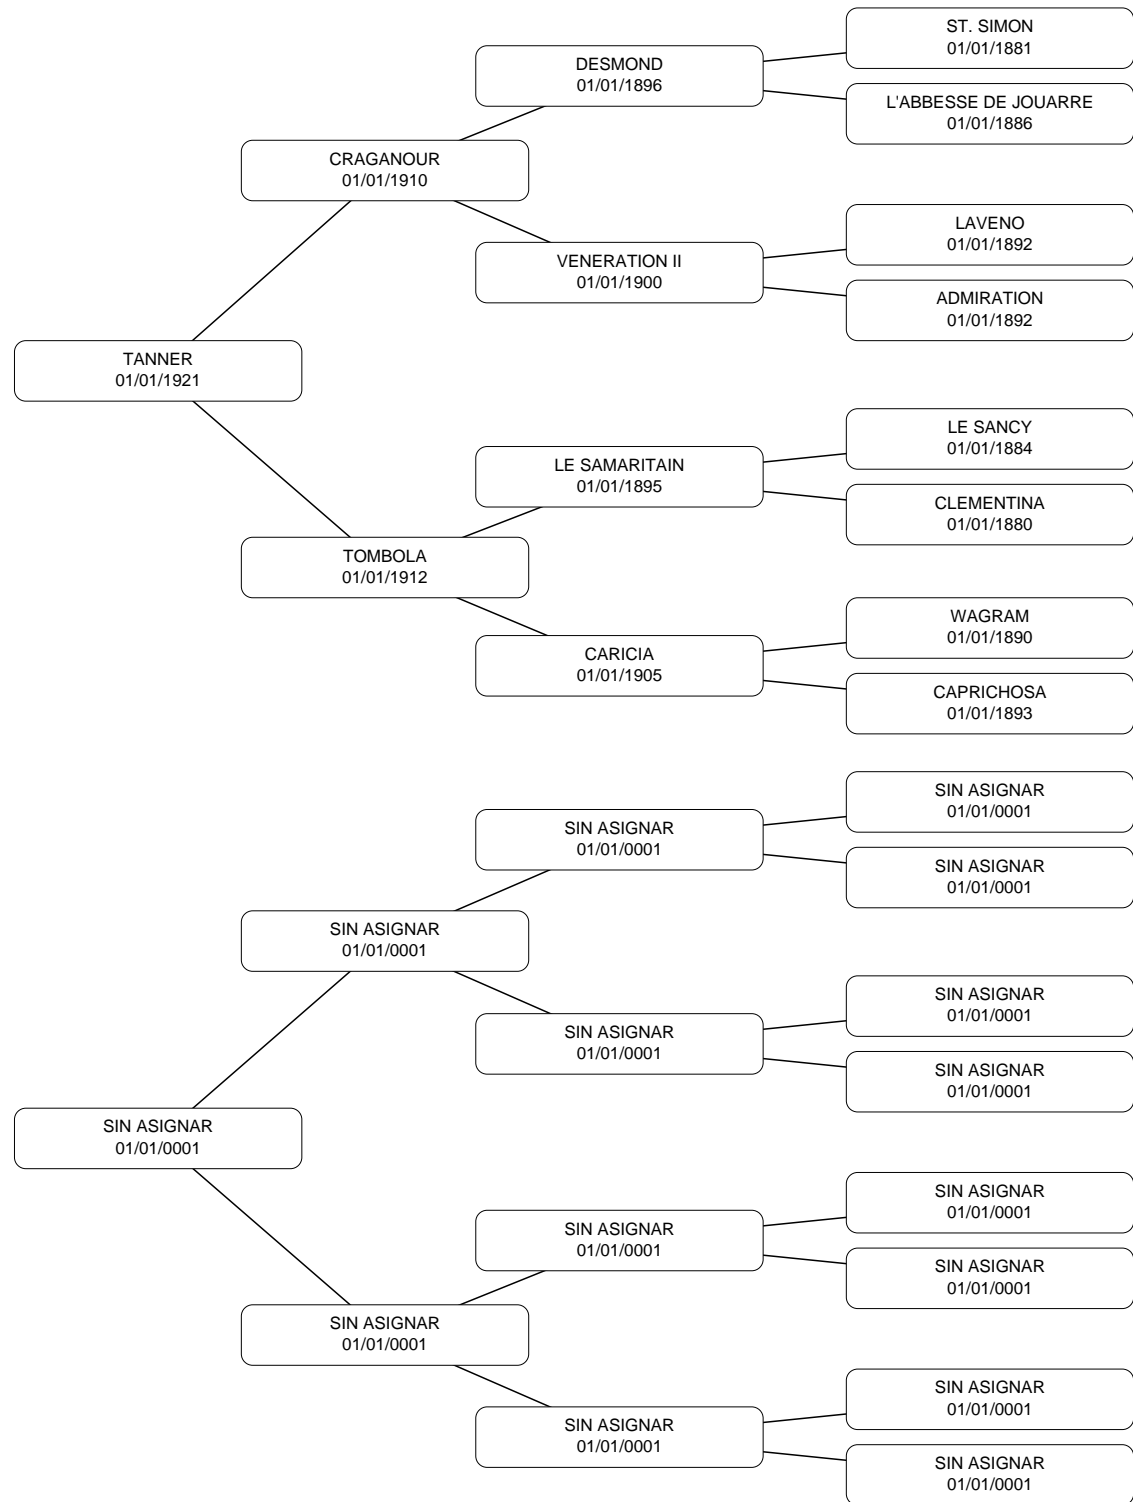 ST. SIMON
01/01/1881
DESMOND
01/01/1896
L'ABBESSE DE JOUARRE
01/01/1886
CRAGANOUR
01/01/1910
LAVENO
01/01/1892
VENERATION II
01/01/1900
ADMIRATION
01/01/1892
TANNER
01/01/1921
LE SANCY
01/01/1884
LE SAMARITAIN
01/01/1895
CLEMENTINA
01/01/1880
TOMBOLA
01/01/1912
WAGRAM
01/01/1890
CARICIA
01/01/1905
CAPRICHOSA
01/01/1893
SIN ASIGNAR
01/01/0001
SIN ASIGNAR
01/01/0001
SIN ASIGNAR
01/01/0001
SIN ASIGNAR
01/01/0001
SIN ASIGNAR
01/01/0001
SIN ASIGNAR
01/01/0001
SIN ASIGNAR
01/01/0001
SIN ASIGNAR
01/01/0001
SIN ASIGNAR
01/01/0001
SIN ASIGNAR
01/01/0001
SIN ASIGNAR
01/01/0001
SIN ASIGNAR
01/01/0001
SIN ASIGNAR
01/01/0001
SIN ASIGNAR
01/01/0001
SIN ASIGNAR
01/01/0001